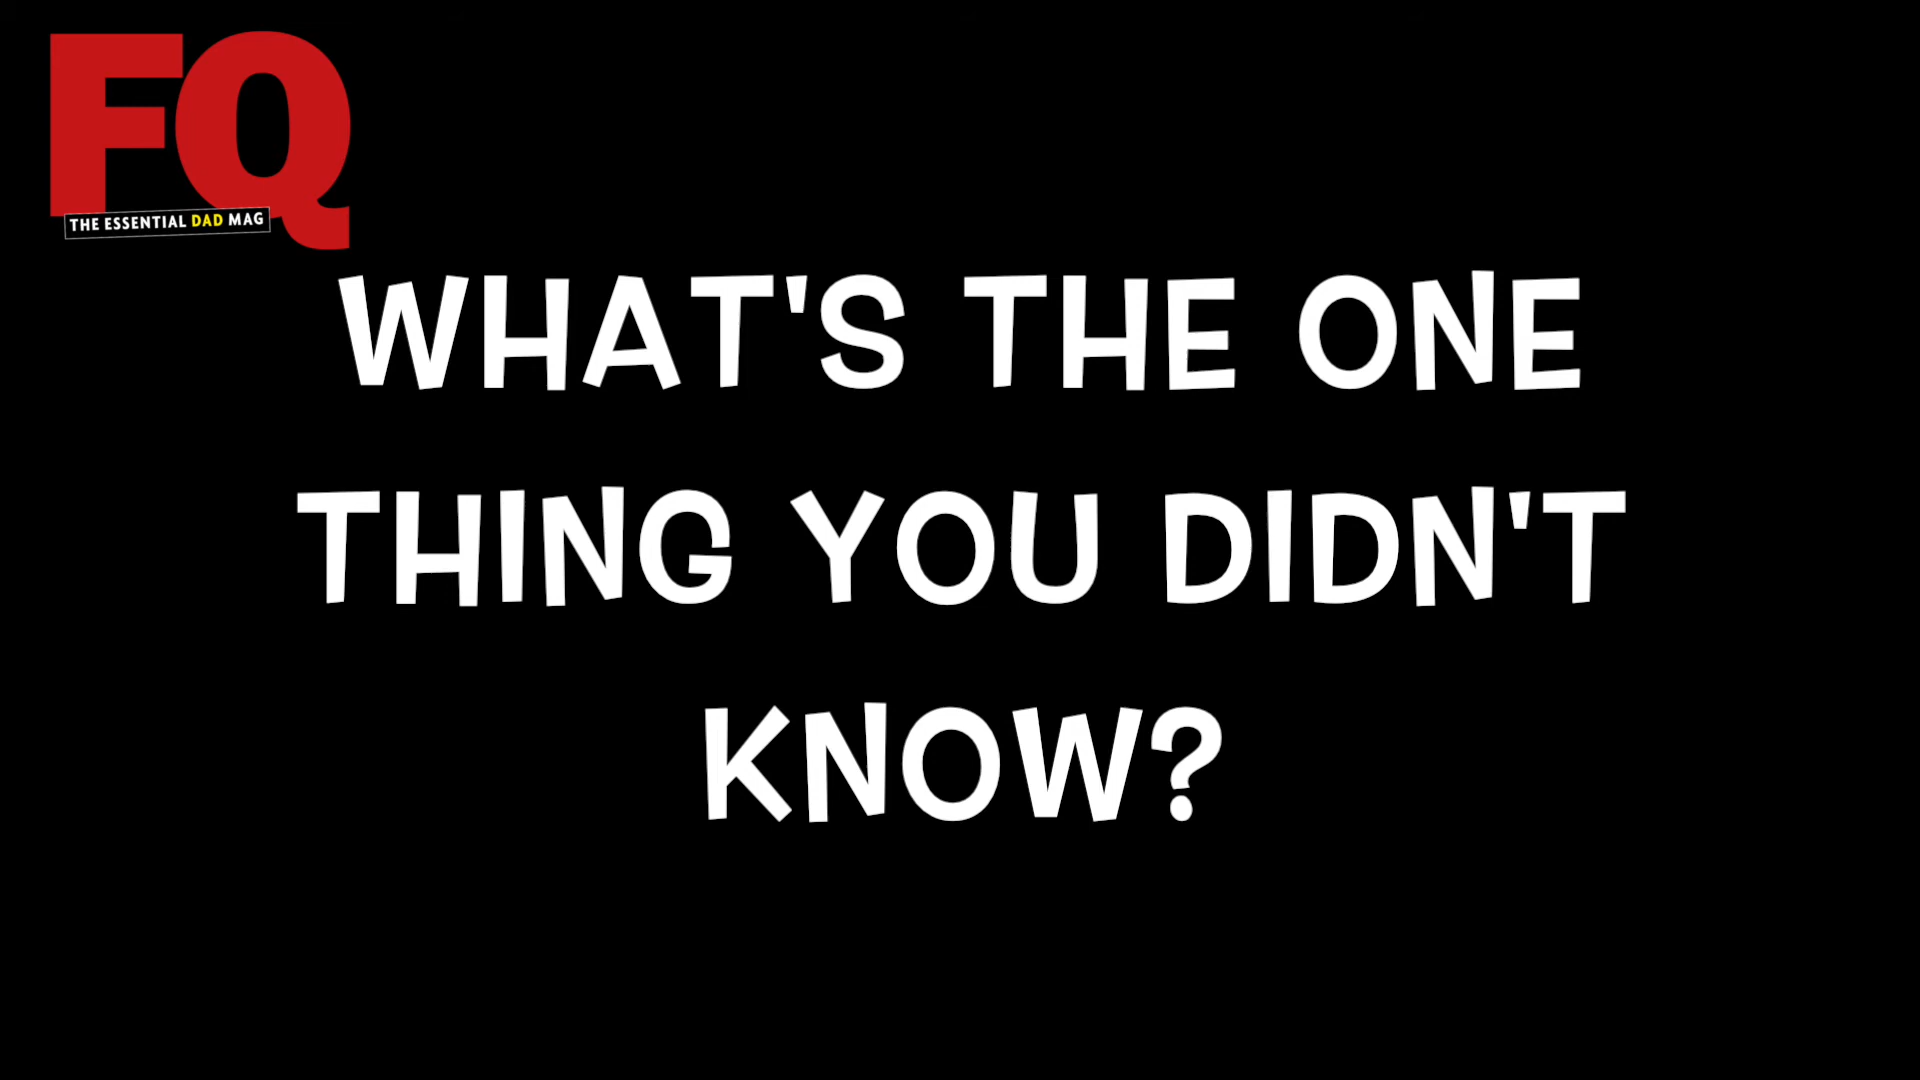 FQ
THE ESSENTIAL DAD MAG
WHAT'S THE ONE
THING YOU DIDN'T
KNOW?